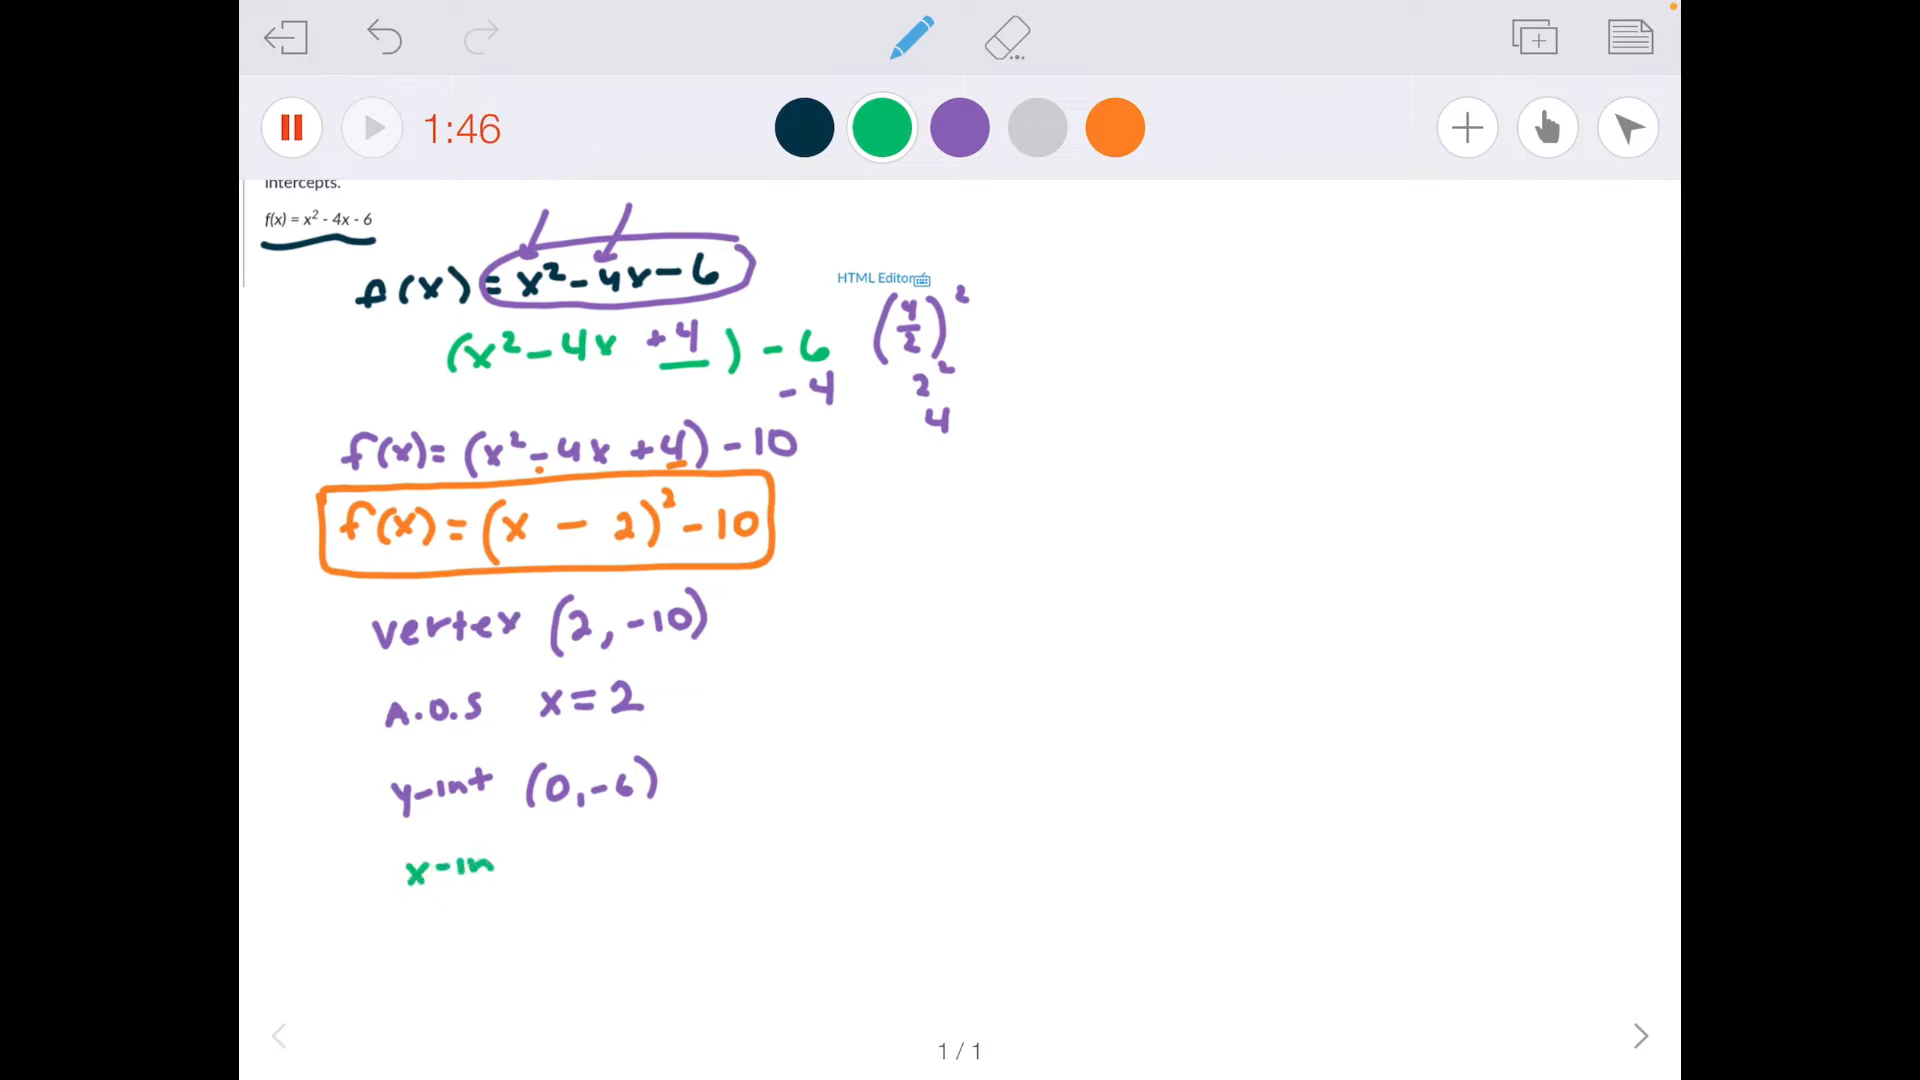 1:46
intercepts.
f(x) = x² - 4x - 6
f(x) = x² - 4x - 6
HTML Editor
(x² - 4x + 4) - 6
- 4
(4/2)²
2²
4
f(x) = (x² - 4x + 4) - 10
f(x) = (x - 2)² - 10
vertex (2, -10)
A.O.S x = 2
y-int (0, -6)
x-in
1 / 1